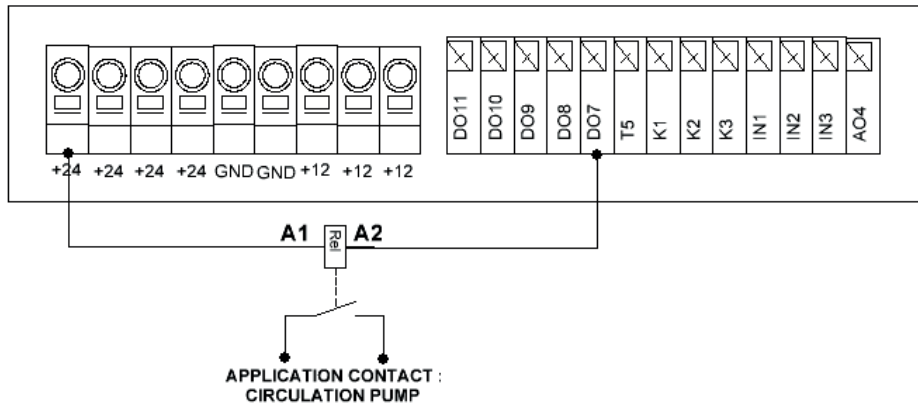 DO11 DO10 DO9 DO8 DO7 T5 K1 K2 K3 IN1 IN2 IN3 AO4
+24 +24 +24 +24 GND GND +12 +12 +12
A1 Rel A2
APPLICATION CONTACT :
CIRCULATION PUMP